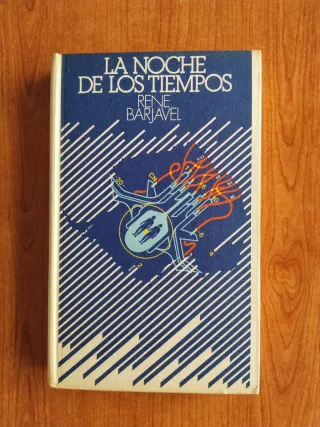 LA NOCHE
DE LOS TIEMPOS
RENE
BARJAVEL